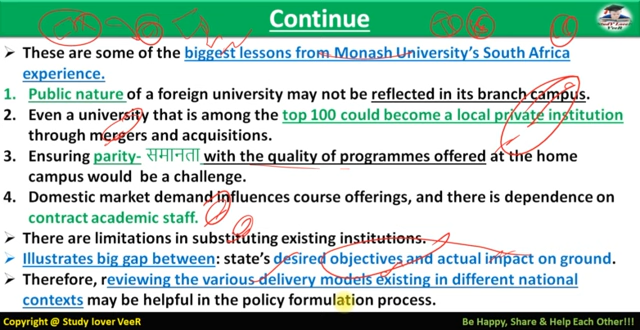 Continue
➢ These are some of the biggest lessons from Monash University's South Africa
experience.
1. Public nature of a foreign university may not be reflected in its branch campus.
2. Even a university that is among the top 100 could become a local private institution
through mergers and acquisitions.
3. Ensuring parity- समानता with the quality of programmes offered at the home
campus would be a challenge.
4. Domestic market demand influences course offerings, and there is dependence on
contract academic staff.
➢ There are limitations in substituting existing institutions.
➢ Illustrates big gap between: state's desired objectives and actual impact on ground.
➢ Therefore, reviewing the various delivery models existing in different national
contexts may be helpful in the policy formulation process.
Copyright @ Study lover VeeR
Be Happy, Share & Help Each Other!!!